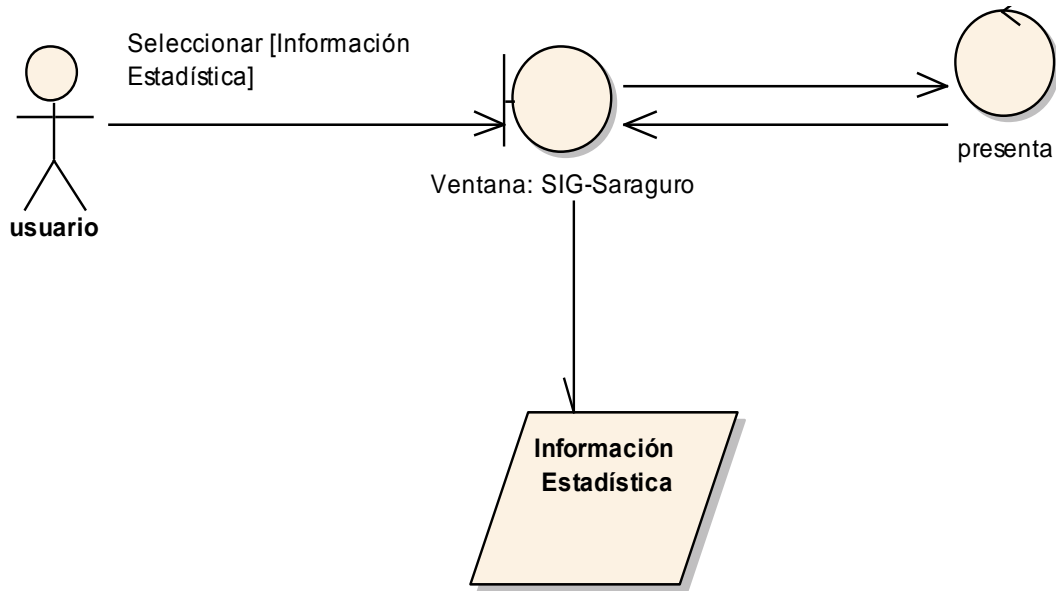 Seleccionar [Información
Estadística]
usuario
Ventana: SIG-Saraguro
presenta
Información
Estadística